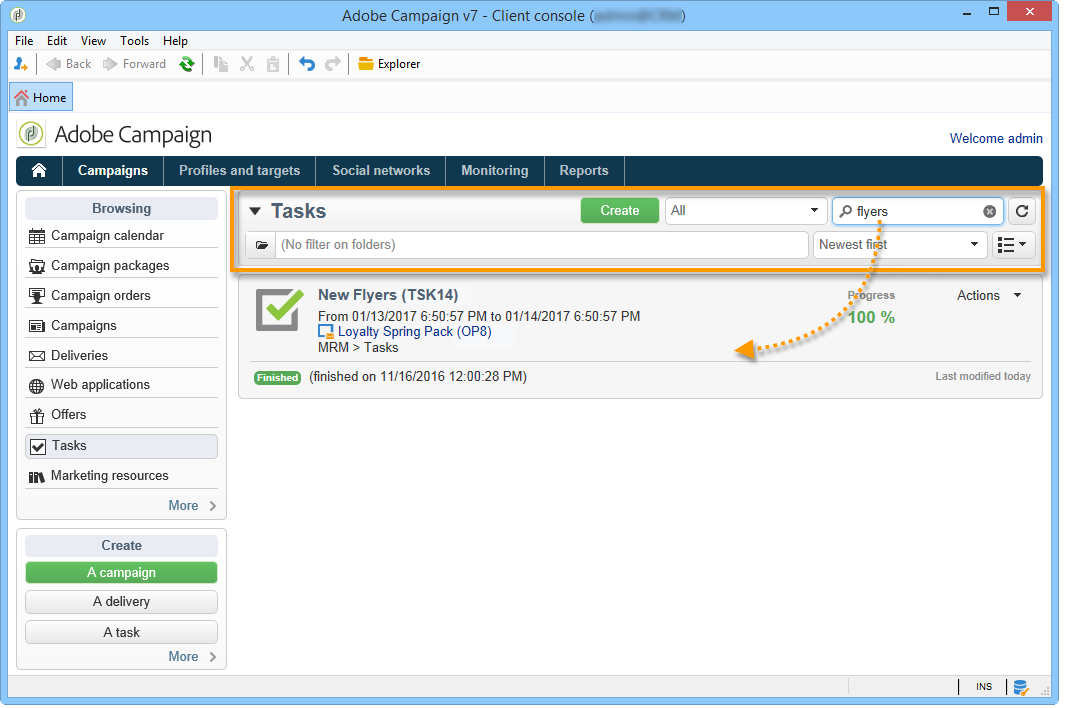 Adobe Campaign v7 - Client console ( )
File Edit View Tools Help
Back Forward Explorer
Home
Adobe Campaign
Welcome admin
Campaigns Profiles and targets Social networks Monitoring Reports
Browsing
Campaign calendar
Campaign packages
Campaign orders
Campaigns
Deliveries
Web applications
Offers
Tasks
Marketing resources
More
Create
A campaign
A delivery
A task
More
Tasks Create All flyers
(No filter on folders) Newest first
New Flyers (TSK14) Progress Actions
From 01/13/2017 6:50:57 PM to 01/14/2017 6:50:57 PM 100 %
Loyalty Spring Pack (OP8)
MRM > Tasks
Finished (finished on 11/16/2016 12:00:28 PM) Last modified today
INS